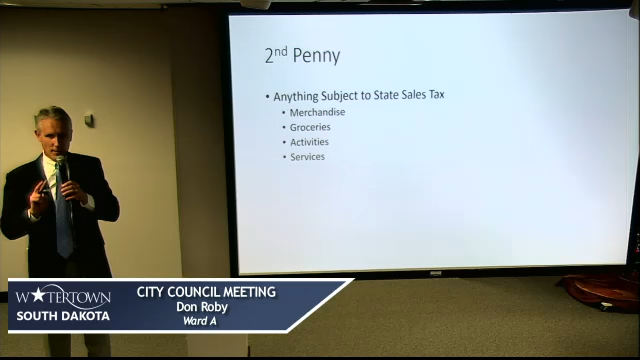 2nd Penny
• Anything Subject to State Sales Tax
• Merchandise
• Groceries
• Activities
• Services
WATERTOWN
SOUTH DAKOTA
CITY COUNCIL MEETING
Don Roby
Ward A